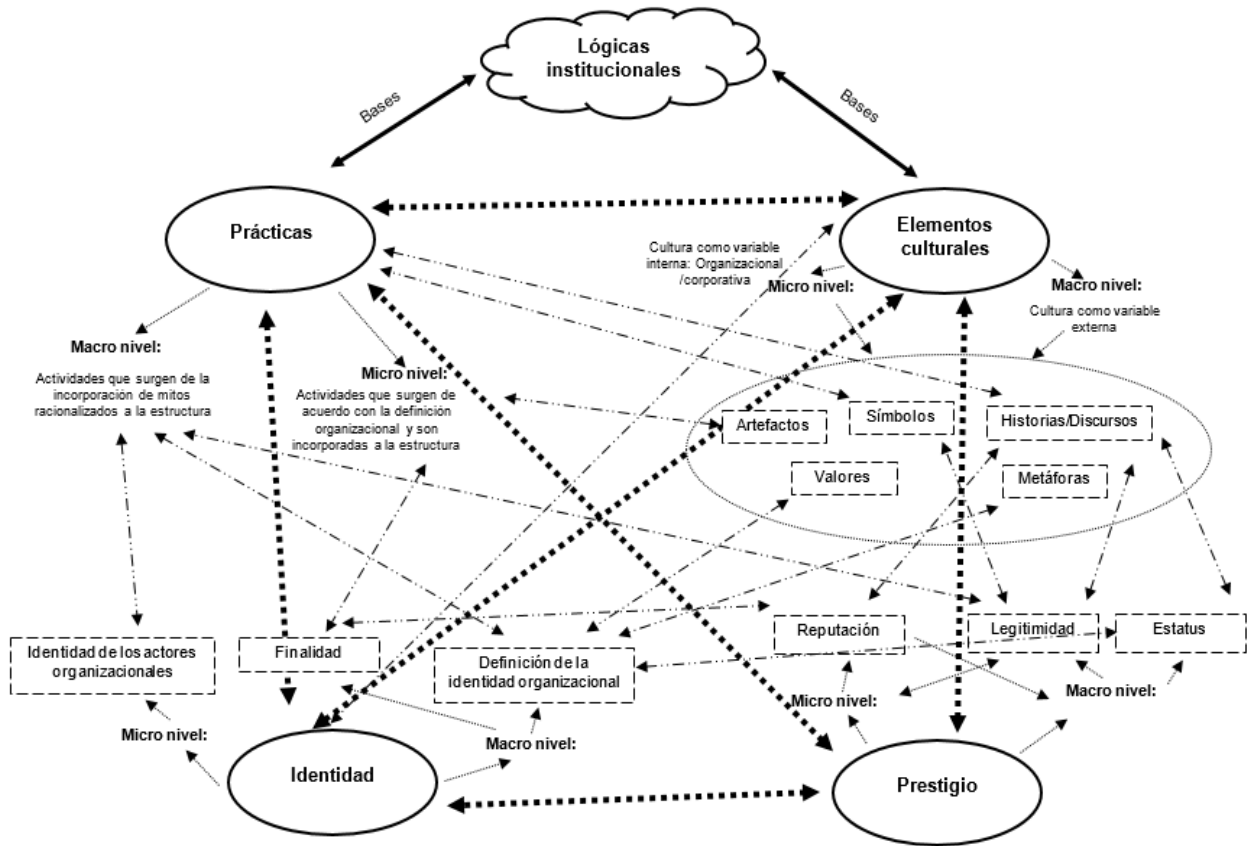 Lógicas
institucionales
Bases
Bases
Prácticas
Elementos
culturales
Cultura como variable
interna: Organizacional
/corporativa
Micro nivel:
Macro nivel:
Cultura como variable
externa
Macro nivel:
Actividades que surgen de la
incorporación de mitos
racionalizados a la estructura
Micro nivel:
Actividades que surgen de
acuerdo con la definición
organizacional y son
incorporadas a la estructura
Artefactos
Símbolos
Historias/Discursos
Valores
Metáforas
Identidad de los actores
organizacionales
Finalidad
Definición de la
identidad organizacional
Reputación
Legitimidad
Estatus
Micro nivel:
Macro nivel:
Micro nivel:
Macro nivel:
Identidad
Prestigio